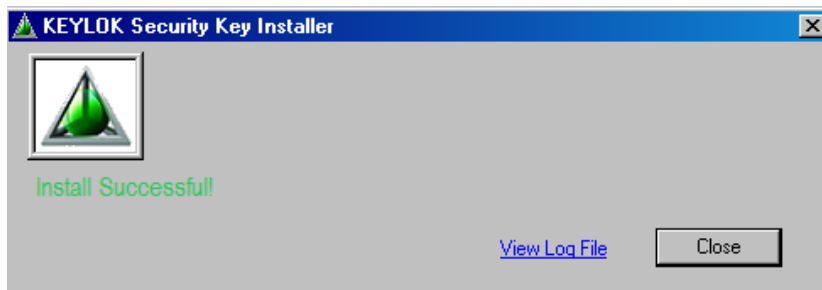 KEYLOK Security Key Installer
Install Successful!
View Log File
Close